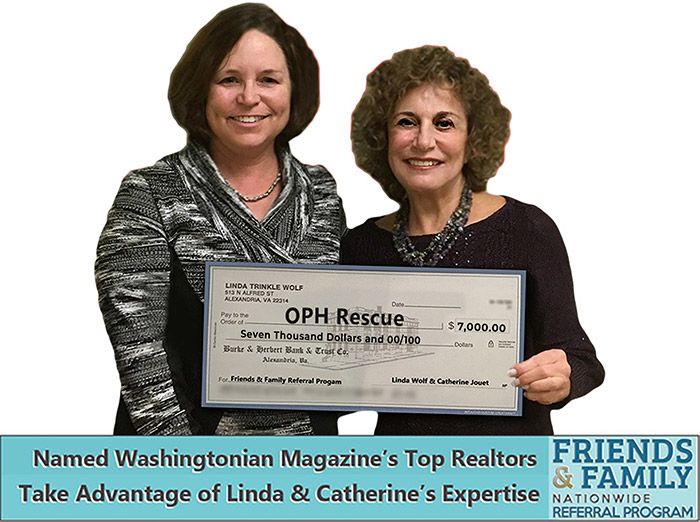 LINDA TRINKLE WOLF
513 N ALFRED ST
ALEXANDRIA, VA 22314
Date
Pay to the
Order of OPH Rescue $ 7,000.00
Seven Thousand Dollars and 00/100 Dollars
Burke & Herbert Bank & Trust Co.
Alexandria, Va.
For Friends & Family Referral Progam Linda Wolf & Catherine Jouet
Named Washingtonian Magazine's Top Realtors
Take Advantage of Linda & Catherine's Expertise
FRIENDS
& FAMILY
NATIONWIDE
REFERRAL PROGRAM